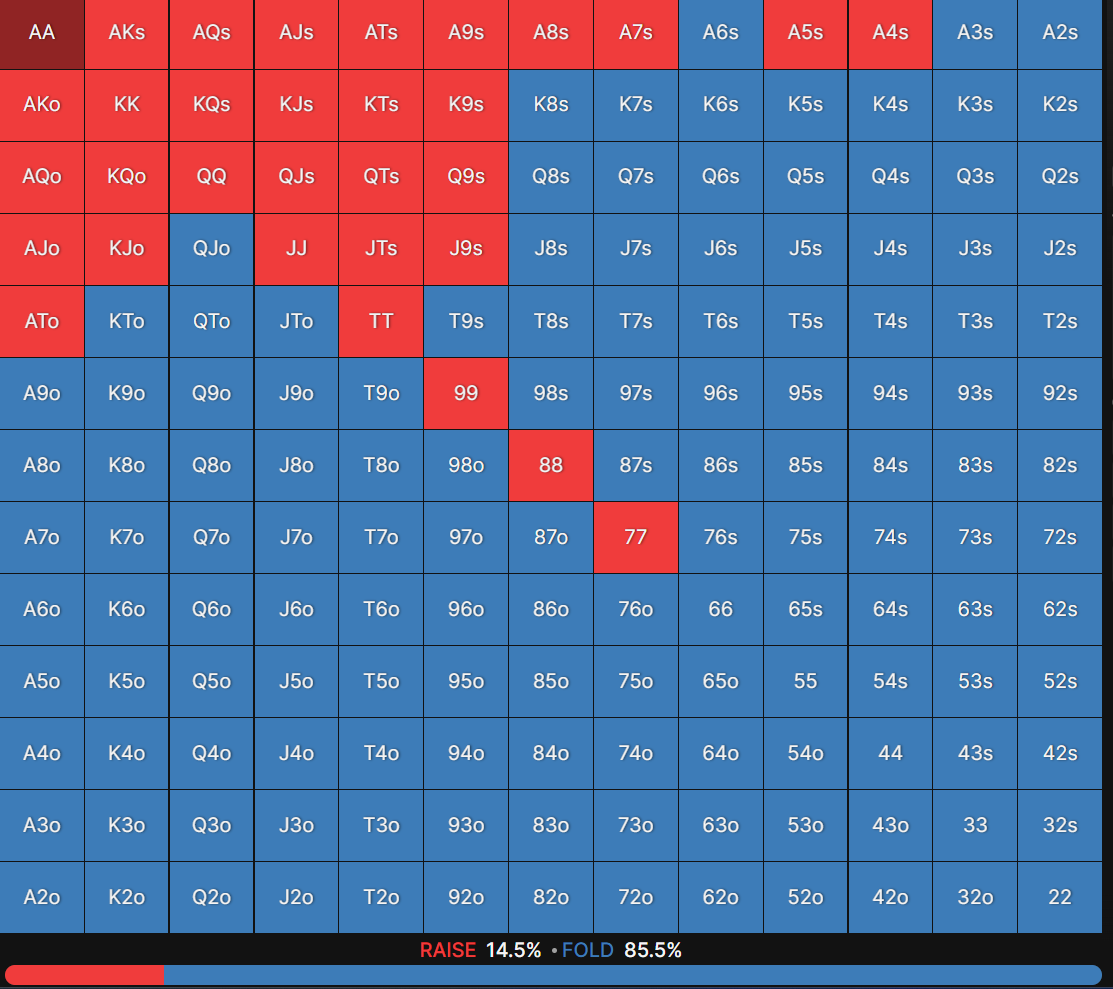 AA AKs AQs AJs ATs A9s A8s A7s A6s A5s A4s A3s A2s
AKo KK KQs KJs KTs K9s K8s K7s K6s K5s K4s K3s K2s
AQo KQo QQ QJs QTs Q9s Q8s Q7s Q6s Q5s Q4s Q3s Q2s
AJo KJo QJo JJ JTs J9s J8s J7s J6s J5s J4s J3s J2s
ATo KTo QTo JTo TT T9s T8s T7s T6s T5s T4s T3s T2s
A9o K9o Q9o J9o T9o 99 98s 97s 96s 95s 94s 93s 92s
A8o K8o Q8o J8o T8o 98o 88 87s 86s 85s 84s 83s 82s
A7o K7o Q7o J7o T7o 97o 87o 77 76s 75s 74s 73s 72s
A6o K6o Q6o J6o T6o 96o 86o 76o 66 65s 64s 63s 62s
A5o K5o Q5o J5o T5o 95o 85o 75o 65o 55 54s 53s 52s
A4o K4o Q4o J4o T4o 94o 84o 74o 64o 54o 44 43s 42s
A3o K3o Q3o J3o T3o 93o 83o 73o 63o 53o 43o 33 32s
A2o K2o Q2o J2o T2o 92o 82o 72o 62o 52o 42o 32o 22
RAISE 14.5% • FOLD 85.5%